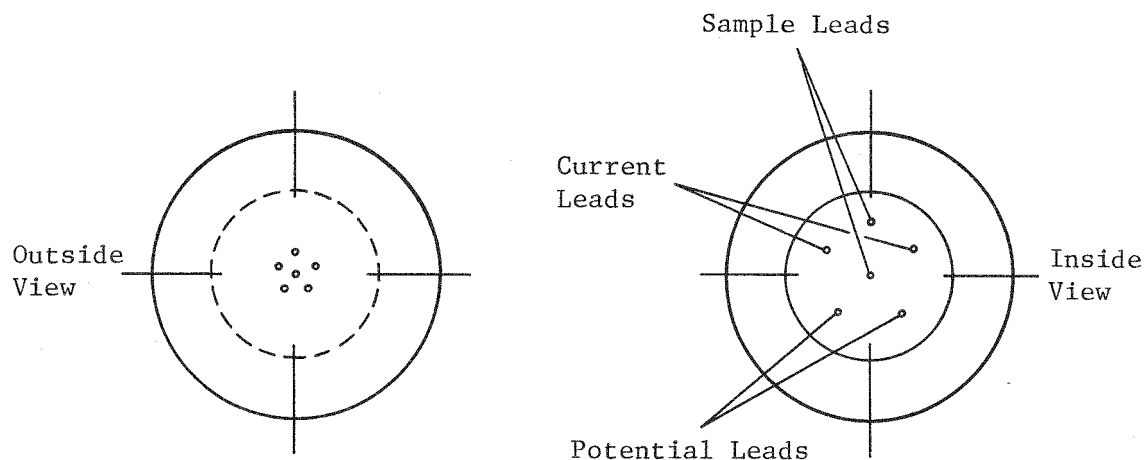 Sample Leads
Current
Leads
Outside
View
Inside
View
Potential Leads